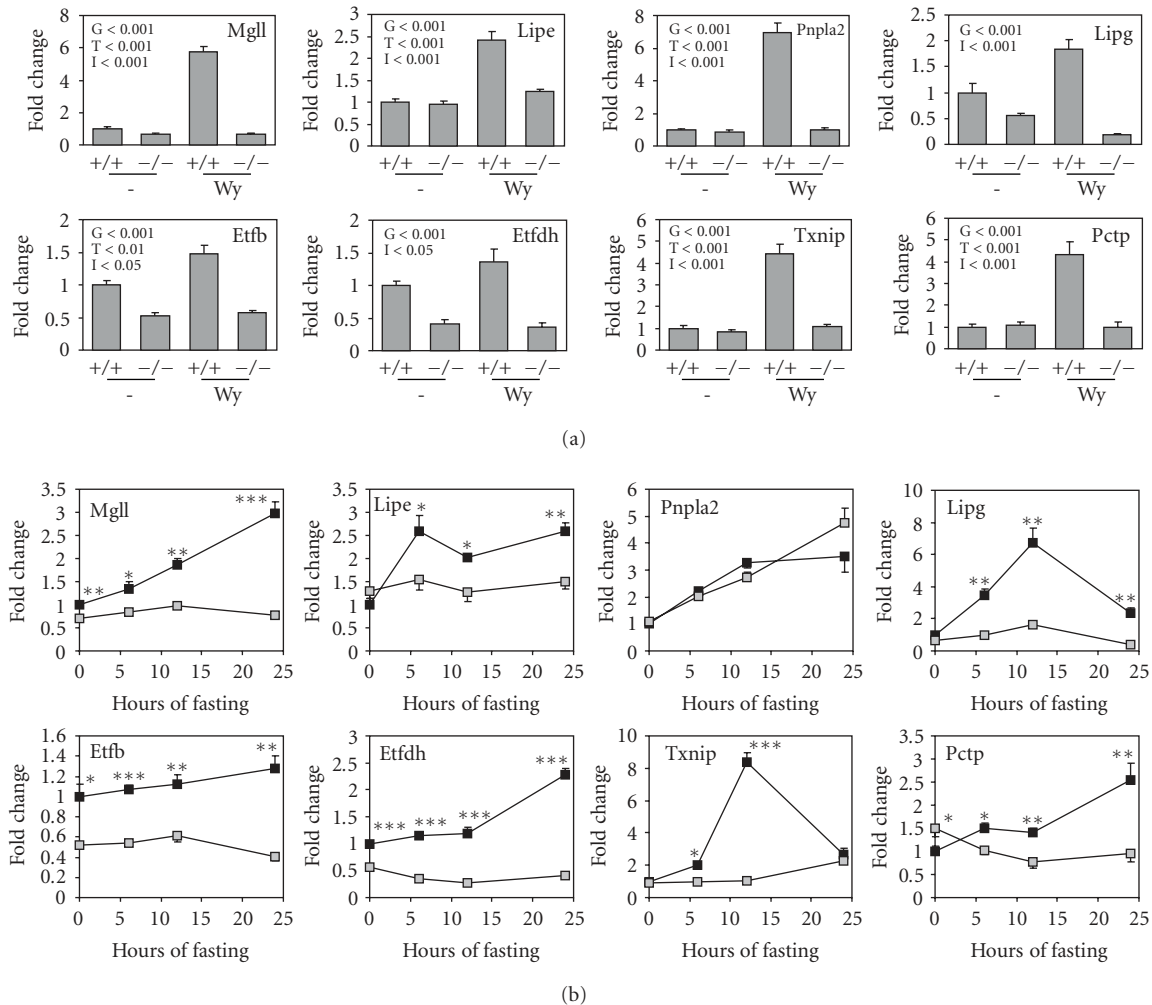 Fold change
8
6
4
2
0
G < 0.001
T < 0.001
I < 0.001
Mgll
+/+ −/− +/+ −/−
- Wy
Fold change
3
2.5
2
1.5
1
0.5
0
G < 0.001
T < 0.001
I < 0.001
Lipe
+/+ −/− +/+ −/−
- Wy
Fold change
8
6
4
2
0
G < 0.001
T < 0.001
I < 0.001
Pnpla2
+/+ −/− +/+ −/−
- Wy
Fold change
2.5
2
1.5
1
0.5
0
G < 0.001
I < 0.001
Lipg
+/+ −/− +/+ −/−
- Wy
Fold change
2
1.5
1
0.5
0
G < 0.001
T < 0.01
I < 0.05
Etfb
+/+ −/− +/+ −/−
- Wy
Fold change
2
1.5
1
0.5
0
G < 0.001
I < 0.05
Etfdh
+/+ −/− +/+ −/−
- Wy
Fold change
6
5
4
3
2
1
0
G < 0.001
T < 0.001
I < 0.001
Txnip
+/+ −/− +/+ −/−
- Wy
Fold change
6
5
4
3
2
1
0
G < 0.001
T < 0.001
I < 0.001
Pctp
+/+ −/− +/+ −/−
- Wy
(a)
Fold change
3.5
3
2.5
2
1.5
1
0.5
0
Mgll
** * ** ***
0 5 10 15 20 25
Hours of fasting
Fold change
3.5
3
2.5
2
1.5
1
0.5
0
Lipe
* * **
0 5 10 15 20 25
Hours of fasting
Fold change
6
5
4
3
2
1
0
Pnpla2
0 5 10 15 20 25
Hours of fasting
Fold change
10
8
6
4
2
0
Lipg
** ** **
0 5 10 15 20 25
Hours of fasting
Fold change
1.6
1.4
1.2
1
0.8
0.6
0.4
0.2
0
Etfb
* *** ** **
0 5 10 15 20 25
Hours of fasting
Fold change
3
2.5
2
1.5
1
0.5
0
Etfdh
*** *** *** ***
0 5 10 15 20 25
Hours of fasting
Fold change
10
8
6
4
2
0
Txnip
* ***
0 5 10 15 20 25
Hours of fasting
Fold change
3.5
3
2.5
2
1.5
1
0.5
0
Pctp
* * ** **
0 5 10 15 20 25
Hours of fasting
(b)